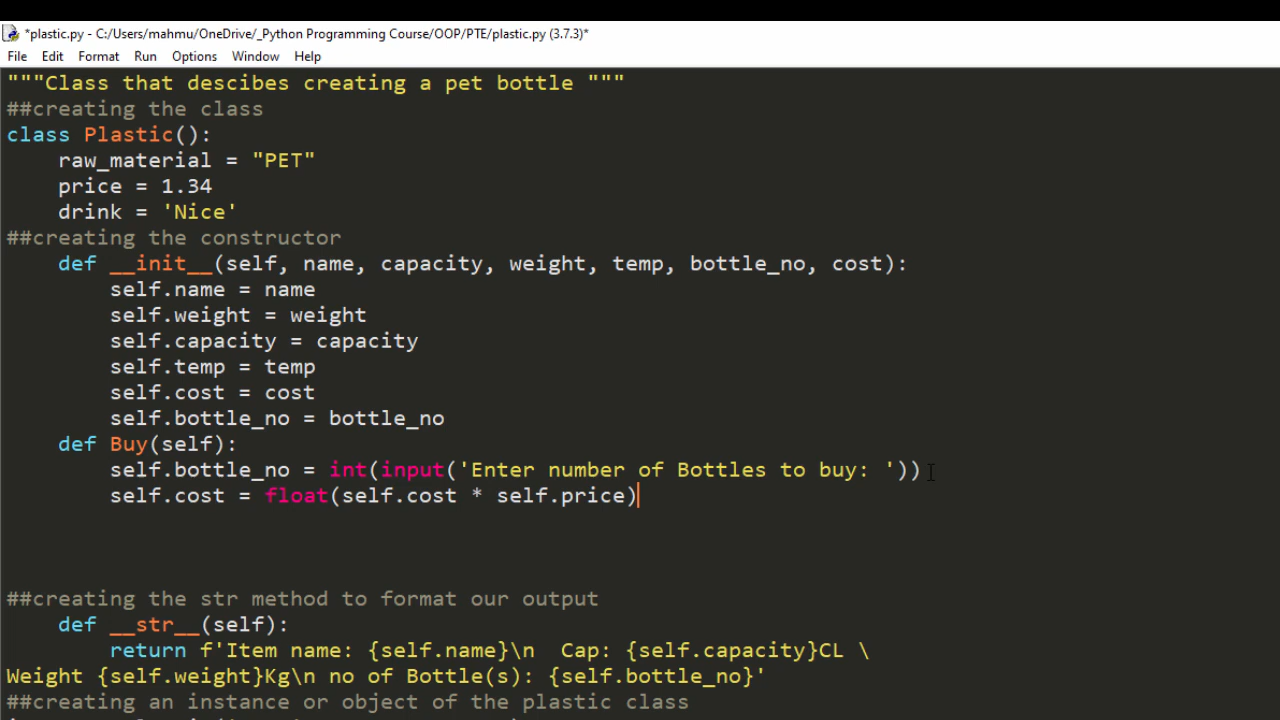 *plastic.py - C:/Users/mahmu/OneDrive/_Python Programming Course/OOP/PTE/plastic.py (3.7.3)*
File Edit Format Run Options Window Help
"""Class that descibes creating a pet bottle """
##creating the class
class Plastic():
    raw_material = "PET"
    price = 1.34
    drink = 'Nice'
##creating the constructor
    def __init__(self, name, capacity, weight, temp, bottle_no, cost):
        self.name = name
        self.weight = weight
        self.capacity = capacity
        self.temp = temp
        self.cost = cost
        self.bottle_no = bottle_no
    def Buy(self):
        self.bottle_no = int(input('Enter number of Bottles to buy: '))
        self.cost = float(self.cost * self.price)
##creating the str method to format our output
    def __str__(self):
        return f'Item name: {self.name}\n  Cap: {self.capacity}CL \
Weight {self.weight}Kg\n no of Bottle(s): {self.bottle_no}'
##creating an instance or object of the plastic class